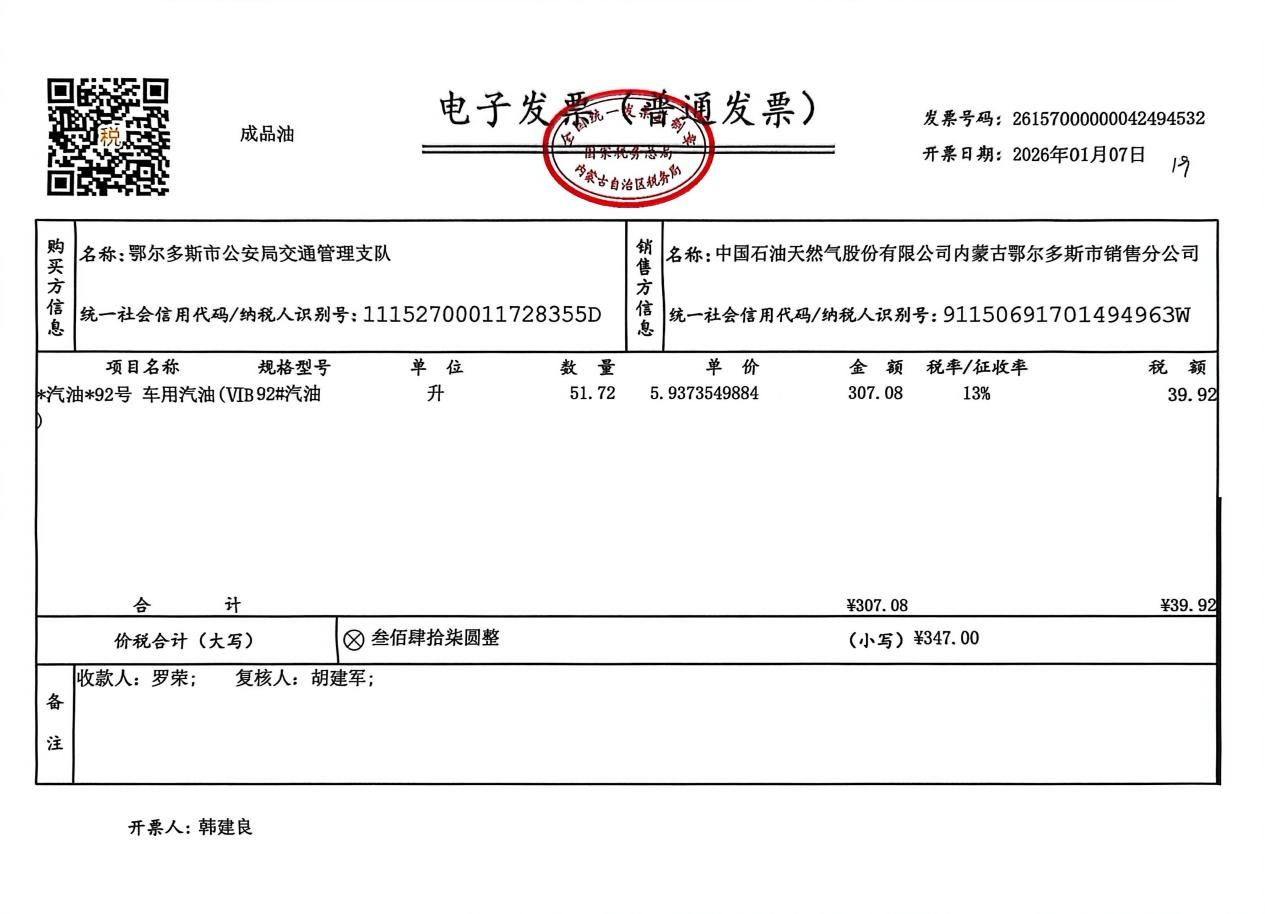 电子发票（普通发票）
成品油
税
全国统一发票监制章
国家税务总局
内蒙古自治区税务局
发票号码：26157000000042494532
开票日期：2026年01月07日
19
购买方信息
名称：鄂尔多斯市公安局交通管理支队
统一社会信用代码/纳税人识别号：11152700011728355D
销售方信息
名称：中国石油天然气股份有限公司内蒙古鄂尔多斯市销售分公司
统一社会信用代码/纳税人识别号：91150691701494963W
项目名称 规格型号 单 位 数 量 单 价 金 额 税率/征收率 税 额
*汽油*92号 车用汽油(VIB 92#汽油 升 51.72 5.9373549884 307.08 13% 39.92
)
合 计 ¥307.08 ¥39.92
价税合计（大写） ⊗ 叁佰肆拾柒圆整 （小写）¥347.00
备注
收款人：罗荣； 复核人：胡建军；
开票人：韩建良